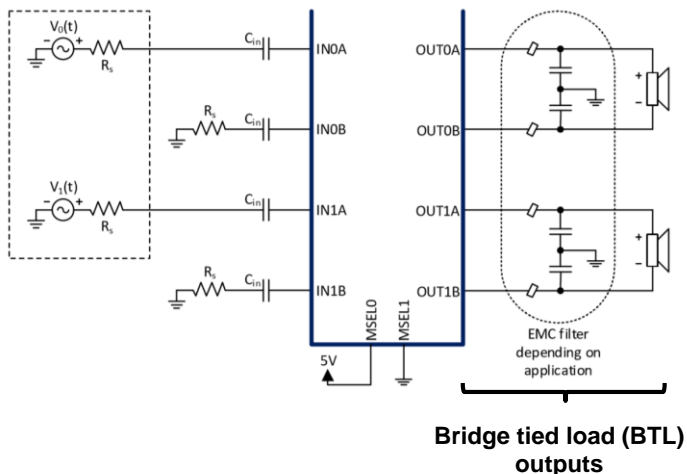 V₀(t)
- +
Rₛ
Cᵢₙ
IN0A
OUT0A
+
-
Rₛ
Cᵢₙ
IN0B
OUT0B
V₁(t)
- +
Rₛ
Cᵢₙ
IN1A
OUT1A
+
-
Rₛ
Cᵢₙ
IN1B
OUT1B
MSEL0
MSEL1
5V
EMC filter
depending on
application
Bridge tied load (BTL)
outputs